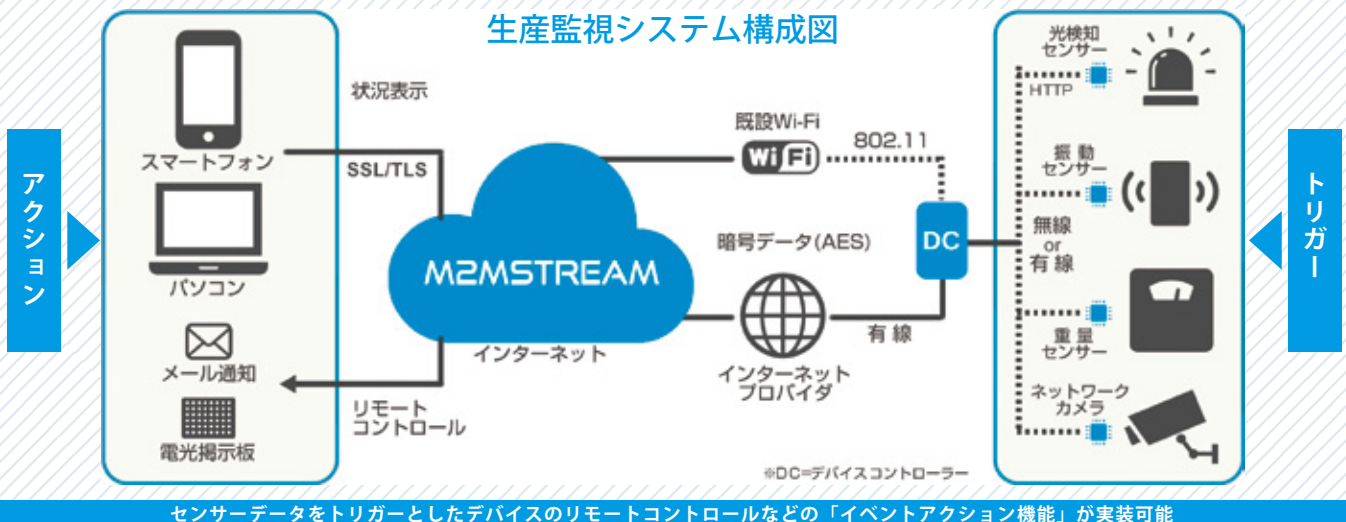 生産監視システム構成図
アクション
スマートフォン
パソコン
メール通知
電光掲示板
状況表示
SSL/TLS
M2MSTREAM
インターネット
リモート
コントロール
既設Wi-Fi
Wi Fi
802.11
暗号データ(AES)
インターネット
プロバイダ
有線
DC
※DC=デバイスコントローラー
光検知
センサー
HTTP
振動
センサー
無線
or
有線
重量
センサー
ネットワーク
カメラ
トリガー
センサーデータをトリガーとしたデバイスのリモートコントロールなどの「イベントアクション機能」が実装可能